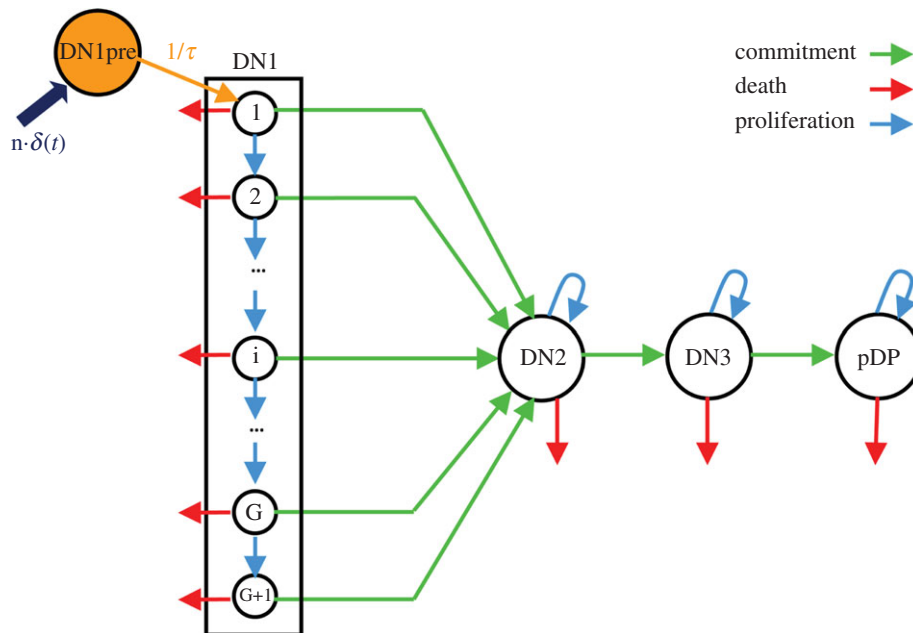 DN1pre
1/τ
n·δ(t)
DN1
1
2
...
i
...
G
G+1
DN2
DN3
pDP
commitment
death
proliferation